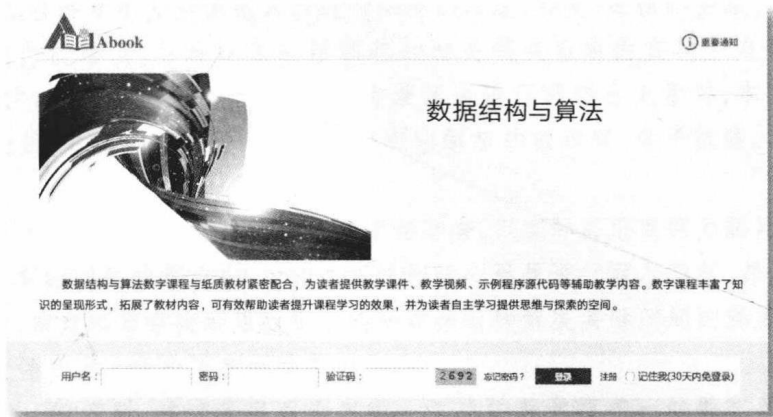 Abook
重要通知
数据结构与算法
数据结构与算法数字课程与纸质教材紧密配合，为读者提供教学课件、教学视频、示例程序源代码等辅助教学内容。数字课程丰富了知
识的呈现形式，拓展了教材内容，可有效帮助读者提升课程学习的效果，并为读者自主学习提供思维与探索的空间。
用户名： 密码： 验证码： 2692 忘记密码？ 登录 注册 记住我(30天内免登录)